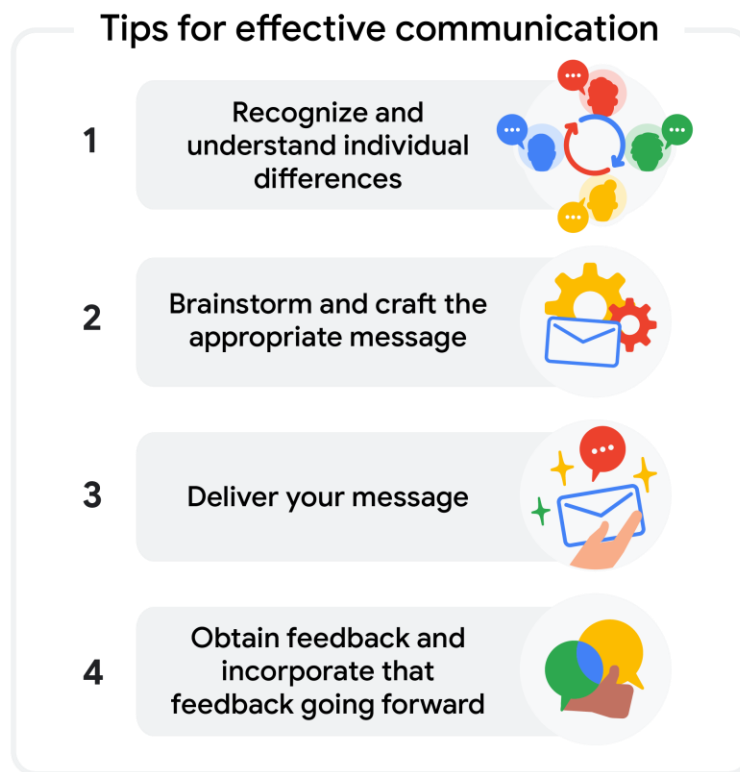 Tips for effective communication
1
Recognize and
understand individual
differences
2
Brainstorm and craft the
appropriate message
3
Deliver your message
4
Obtain feedback and
incorporate that
feedback going forward